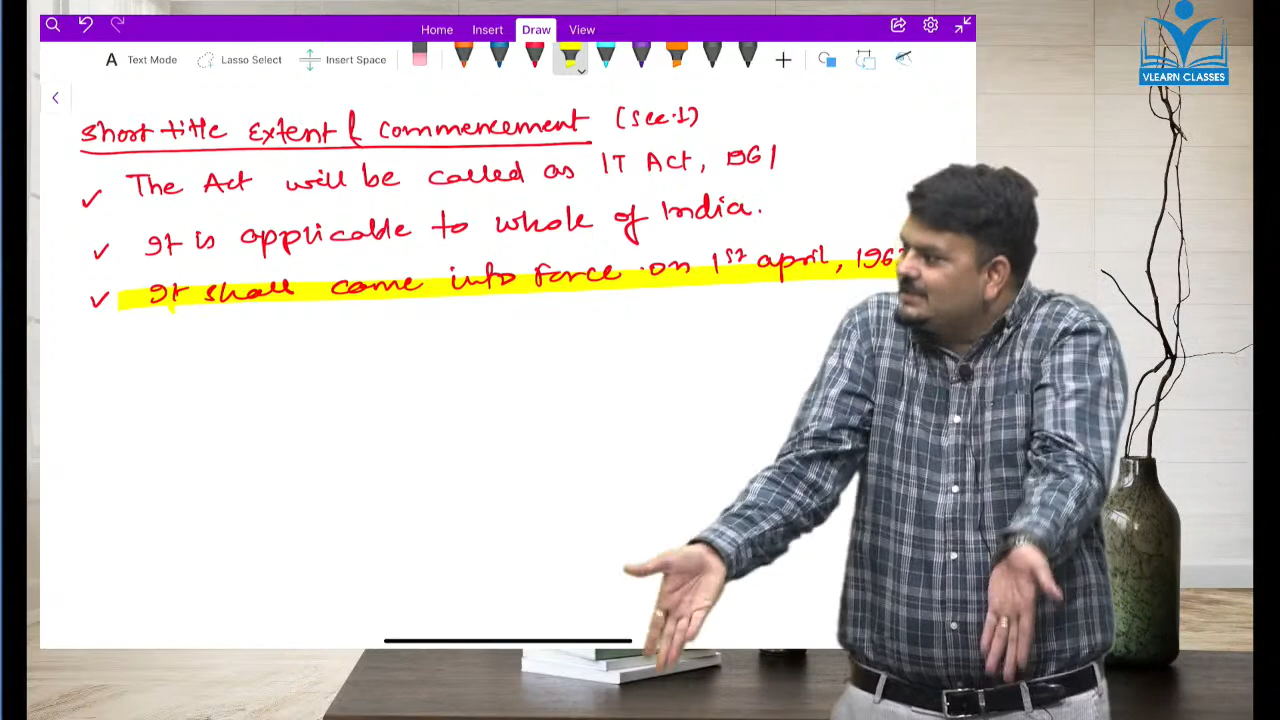 Home Insert Draw View
A Text Mode Lasso Select Insert Space
VLEARN CLASSES
Short title Extent & Commencement (Sec.1)
The Act will be called as IT Act, 1961
It is applicable to whole of India.
It shall come into force on 1st april, 196